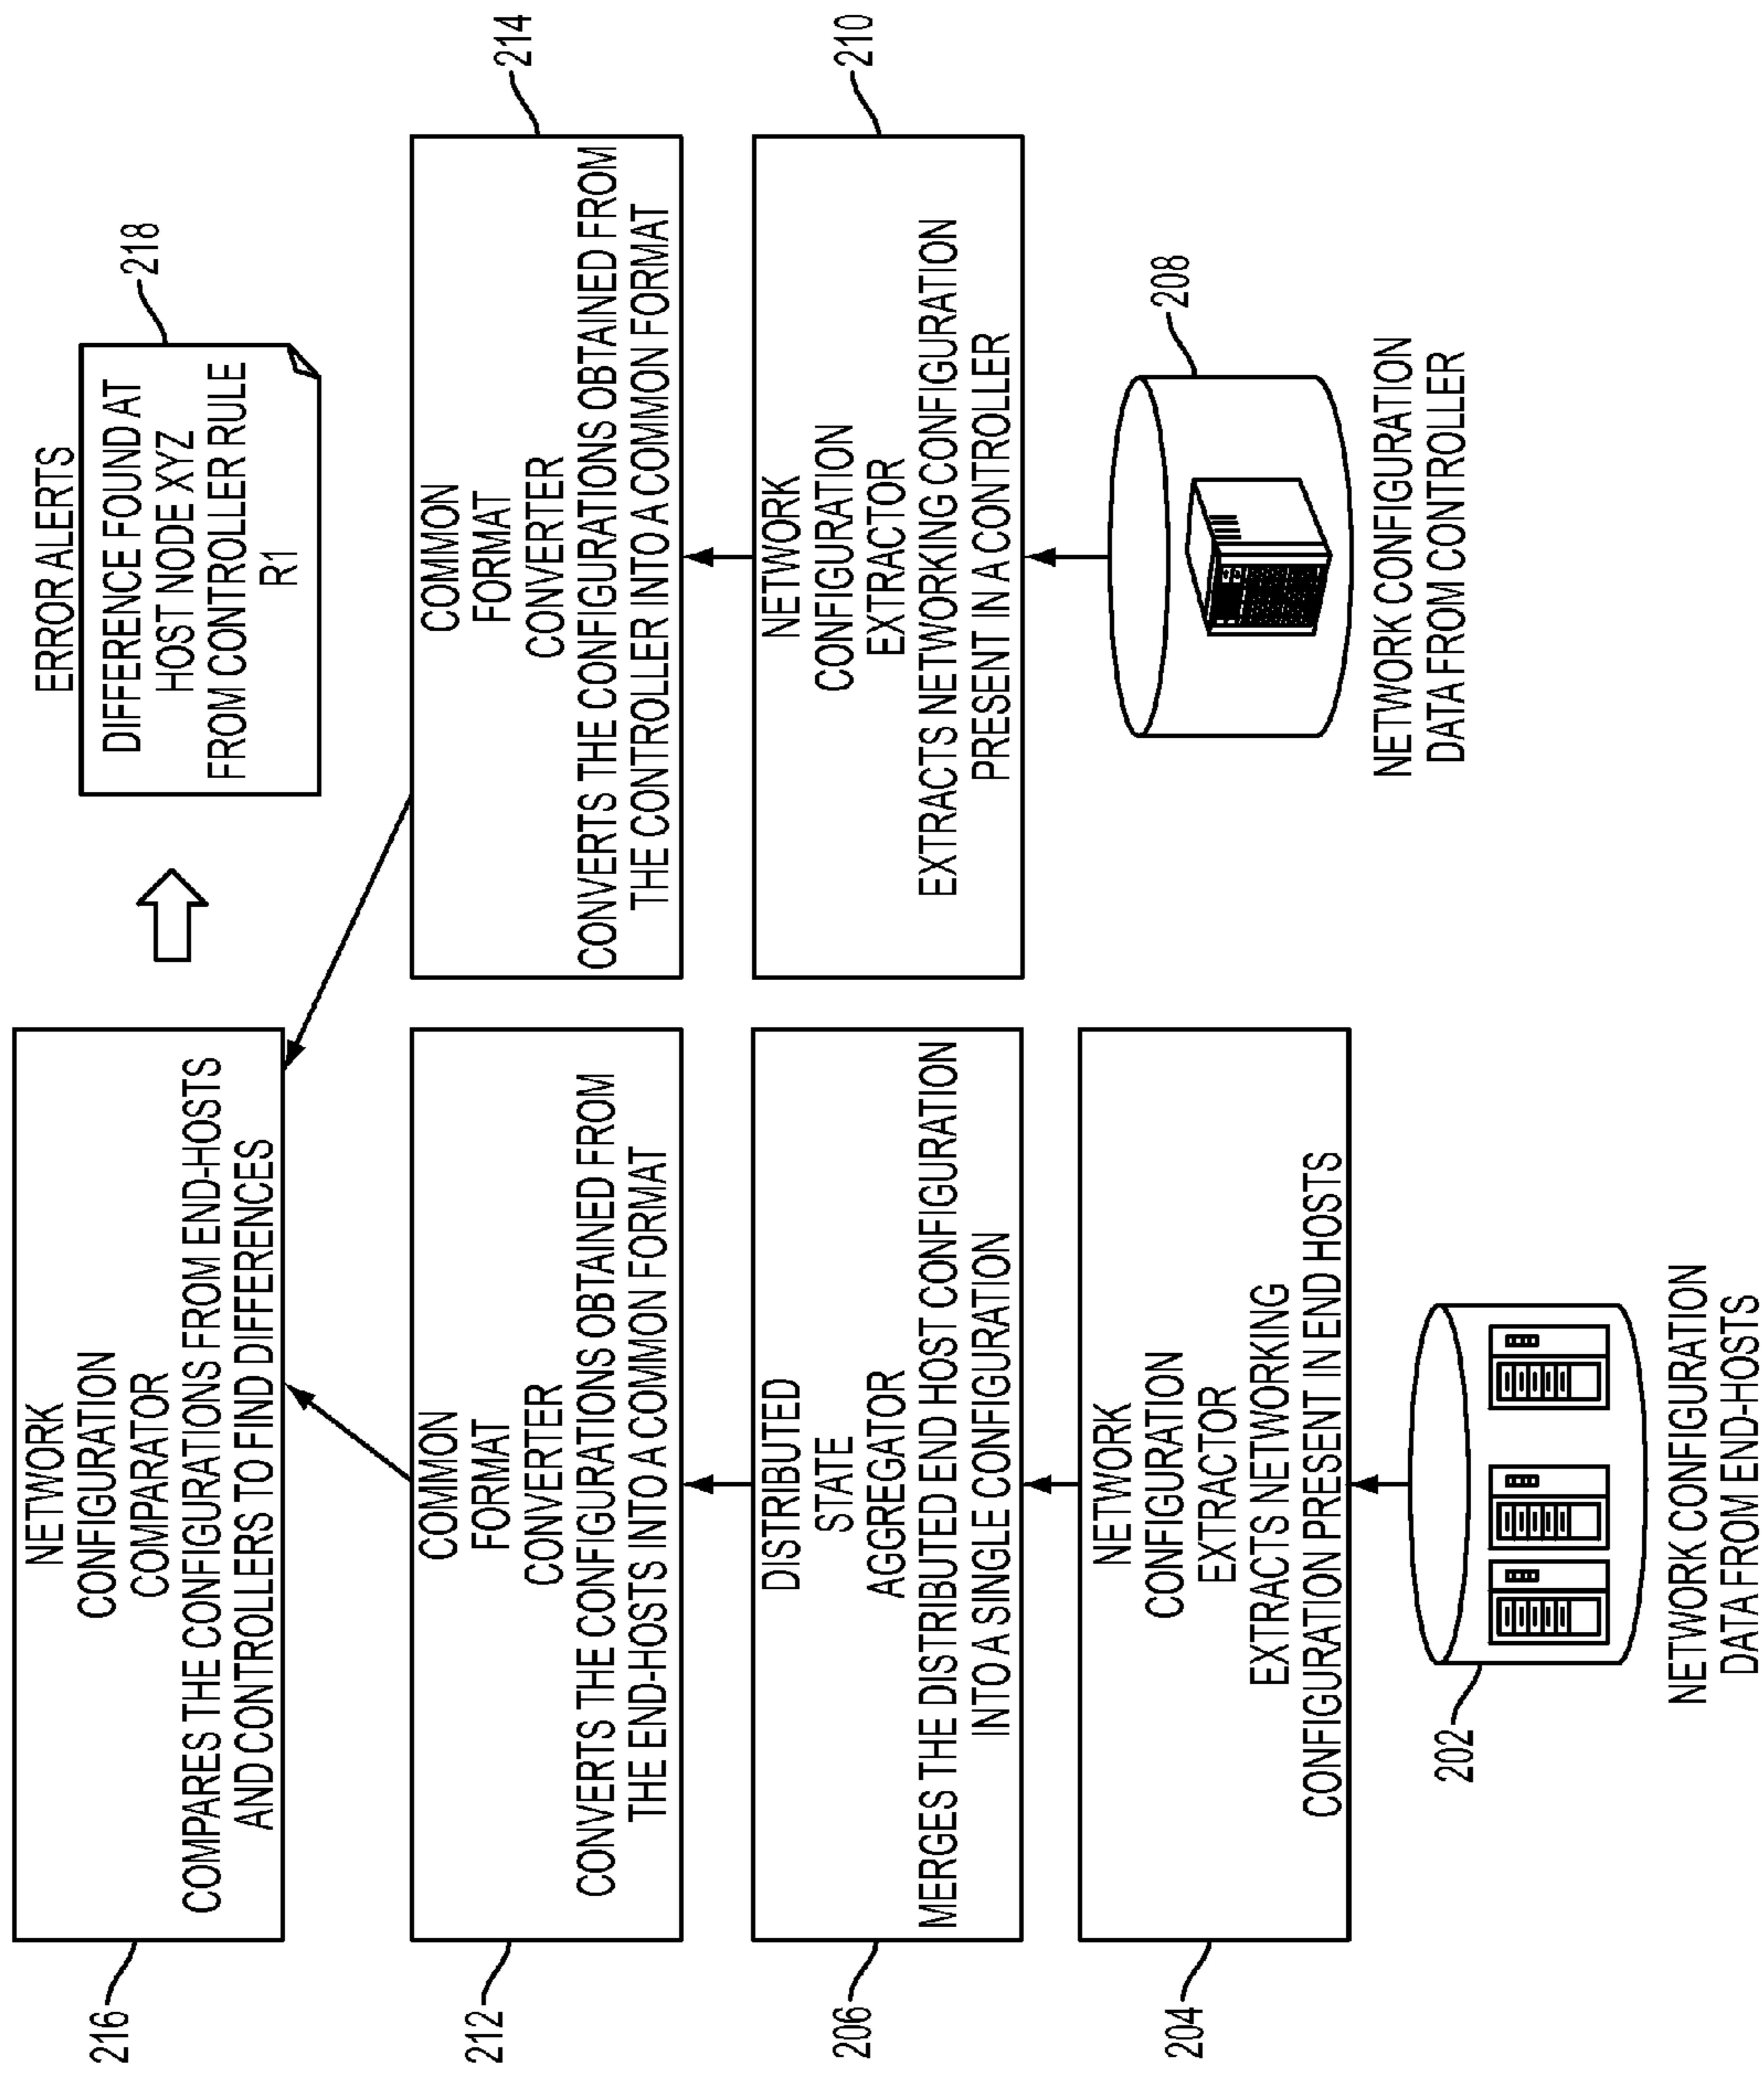 216
NETWORK
CONFIGURATION
COMPARATOR
COMPARES THE CONFIGURATIONS FROM END-HOSTS
AND CONTROLLERS TO FIND DIFFERENCES
ERROR ALERTS
DIFFERENCE FOUND AT
HOST NODE XYZ
FROM CONTROLLER RULE
R1
218
212
COMMON
FORMAT
CONVERTER
CONVERTS THE CONFIGURATIONS OBTAINED FROM
THE END-HOSTS INTO A COMMON FORMAT
COMMON
FORMAT
CONVERTER
CONVERTS THE CONFIGURATIONS OBTAINED FROM
THE CONTROLLER INTO A COMMON FORMAT
214
206
DISTRIBUTED
STATE
AGGREGATOR
MERGES THE DISTRIBUTED END HOST CONFIGURATION
INTO A SINGLE CONFIGURATION
NETWORK
CONFIGURATION
EXTRACTOR
EXTRACTS NETWORKING CONFIGURATION
PRESENT IN A CONTROLLER
210
204
NETWORK
CONFIGURATION
EXTRACTOR
EXTRACTS NETWORKING
CONFIGURATION PRESENT IN END HOSTS
208
NETWORK CONFIGURATION
DATA FROM CONTROLLER
202
NETWORK CONFIGURATION
DATA FROM END-HOSTS